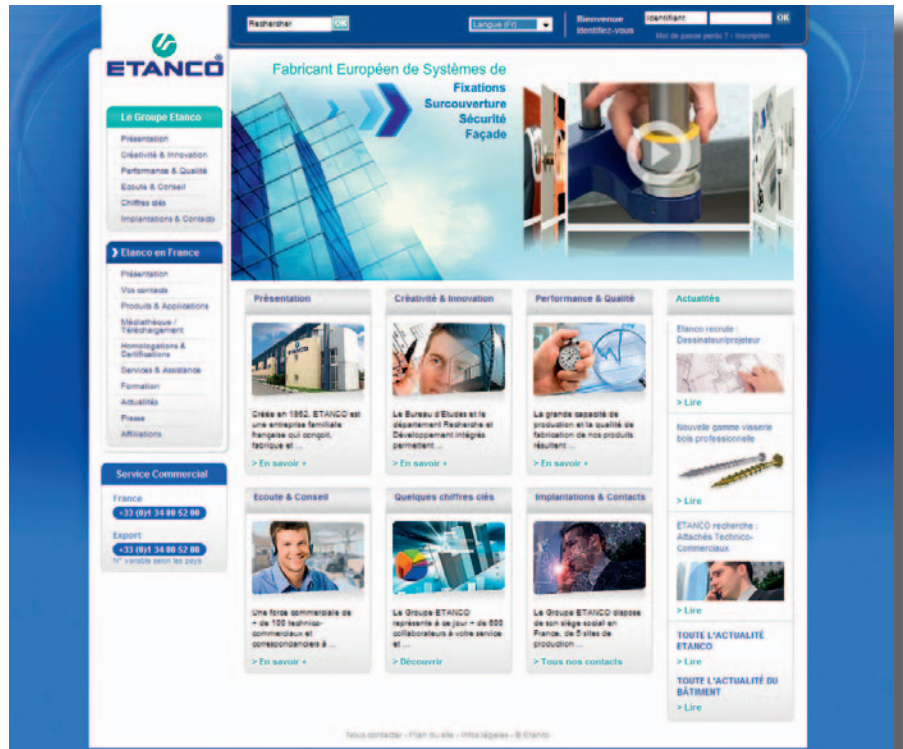 Rechercher OK
Langue (Fr)
Bienvenue
Identifiez-vous
Identifiant
OK
Mot de passe perdu ? - Inscription
ETANCO®
Fabricant Européen de Systèmes de
Fixations
Surcouverture
Sécurité
Façade
Le Groupe Etanco
Présentation
Créativité & Innovation
Performance & Qualité
Ecoute & Conseil
Chiffres clés
Implantations & Contacts
Etanco en France
Présentation
Vos contacts
Produits & Applications
Médiathèque /
Téléchargement
Homologations &
Certifications
Services & Assistance
Formation
Actualités
Presse
Affiliations
Service Commercial
France
+33 (0)1 34 80 52 00
Export
+33 (0)1 34 80 52 00
N° variable selon les pays
Présentation
ETANCO
Créée en 1952, ETANCO est
une entreprise familiale
française qui conçoit,
fabrique et ...
> En savoir +
Créativité & Innovation
Le Bureau d'Etudes et le
département Recherche et
Développement intégrés
permettent ...
> En savoir +
Performance & Qualité
La grande capacité de
production et la qualité de
fabrication de nos produits
résultent ...
> En savoir +
Ecoute & Conseil
Une force commerciale de
+ de 100 technico-
commerciaux et
correspondanciers à ...
> En savoir +
Quelques chiffres clés
Le Groupe ETANCO
représente à ce jour + de 600
collaborateurs à votre service
et ...
> Découvrir
Implantations & Contacts
Le Groupe ETANCO dispose
de son siège social en
France, de 5 sites de
production ...
> Tous nos contacts
Actualités
Etanco recrute :
Dessinateur/projeteur
> Lire
Nouvelle gamme visserie
bois professionnelle
> Lire
ETANCO recherche :
Attachés Technico-
Commerciaux
> Lire
TOUTE L'ACTUALITÉ
ETANCO
> Lire
TOUTE L'ACTUALITÉ DU
BÂTIMENT
> Lire
Nous contacter - Plan du site - Infos légales - © Etanco